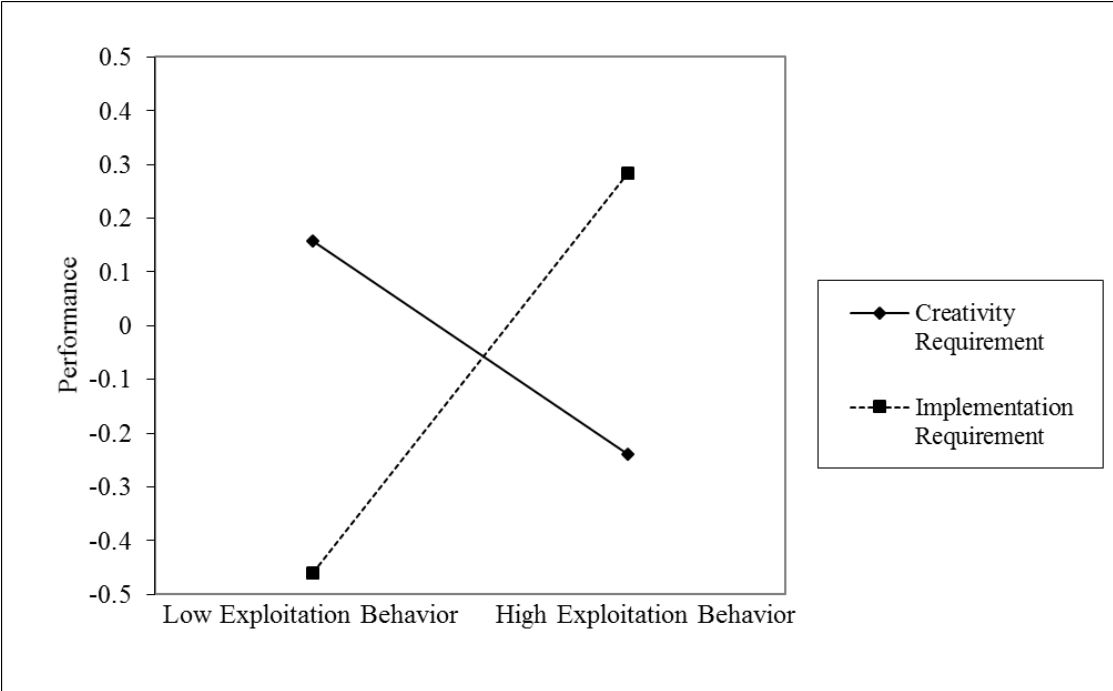 0.5
0.4
0.3
0.2
0.1
0
-0.1
-0.2
-0.3
-0.4
-0.5
Performance
Low Exploitation Behavior
High Exploitation Behavior
Creativity
Requirement
Implementation
Requirement